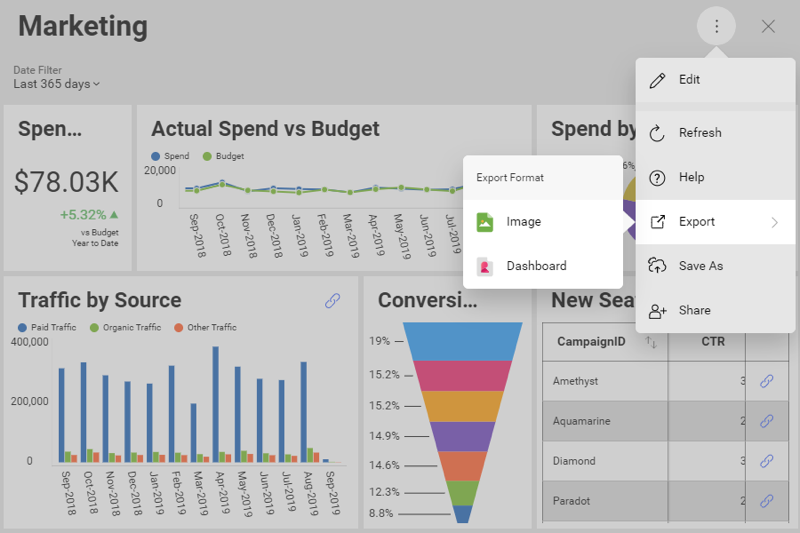 Marketing
Date Filter
Last 365 days
Spen...
$78.03K
+5.32%
vs Budget
Year to Date
Actual Spend vs Budget
Spend
Budget
20,000
0
Sep-2018
Oct-2018
Nov-2018
Dec-2018
Jan-2019
Feb-2019
Mar-2019
Apr-2019
May-2019
Jun-2019
Jul-2019
Spend by
6%
Export Format
Image
Dashboard
Edit
Refresh
Help
Export
Save As
Share
Traffic by Source
Paid Traffic
Organic Traffic
Other Traffic
400,000
200,000
0
Sep-2018
Oct-2018
Nov-2018
Dec-2018
Jan-2019
Feb-2019
Mar-2019
Apr-2019
May-2019
Jun-2019
Jul-2019
Aug-2019
Sep-2019
Conversi...
19%
15.2%
15.2%
14.9%
14.6%
12.3%
8.8%
New Sea
CampaignID
CTR
Amethyst
3
Aquamarine
2
Diamond
3
Paradot
2